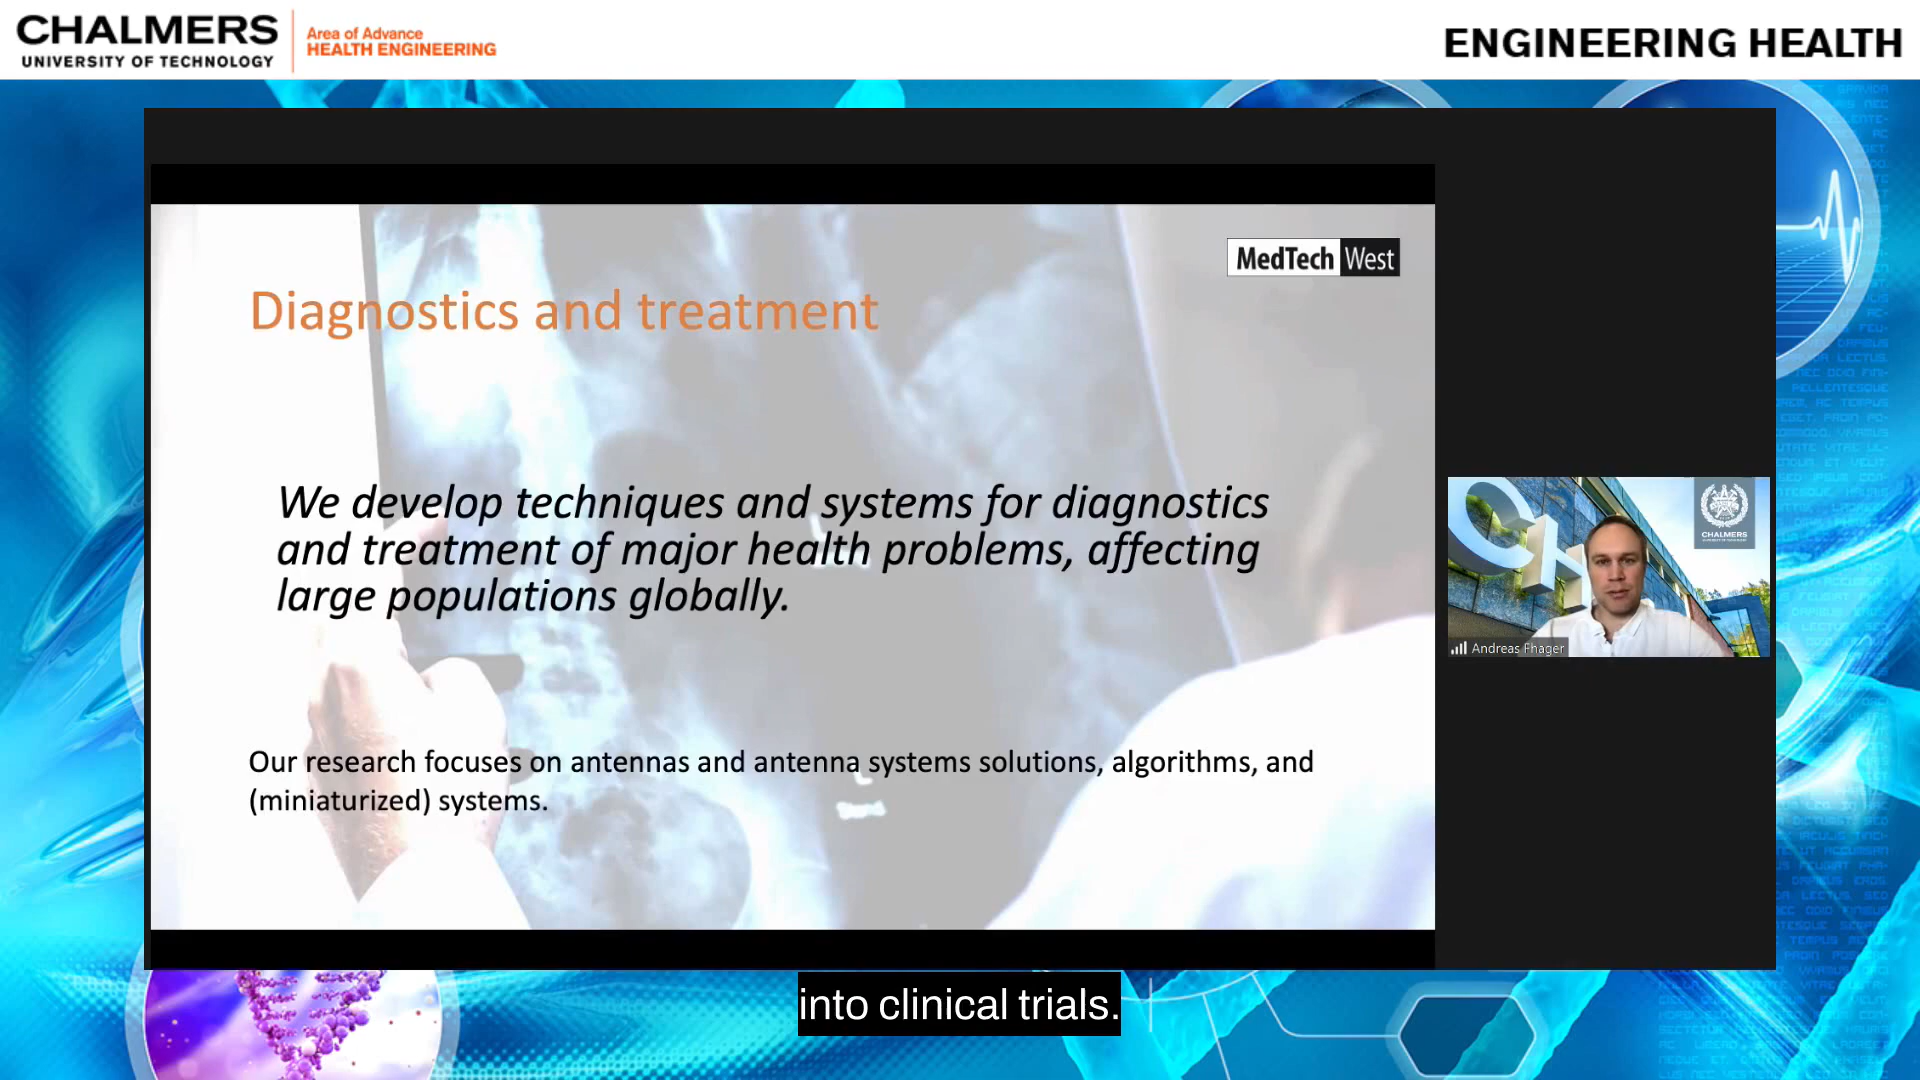 CHALMERS
UNIVERSITY OF TECHNOLOGY
Area of Advance
HEALTH ENGINEERING
ENGINEERING HEALTH
MedTech West
Diagnostics and treatment
We develop techniques and systems for diagnostics
and treatment of major health problems, affecting
large populations globally.
Our research focuses on antennas and antenna systems solutions, algorithms, and
(miniaturized) systems.
CH
CHALMERS
Andreas Fhager
into clinical trials.